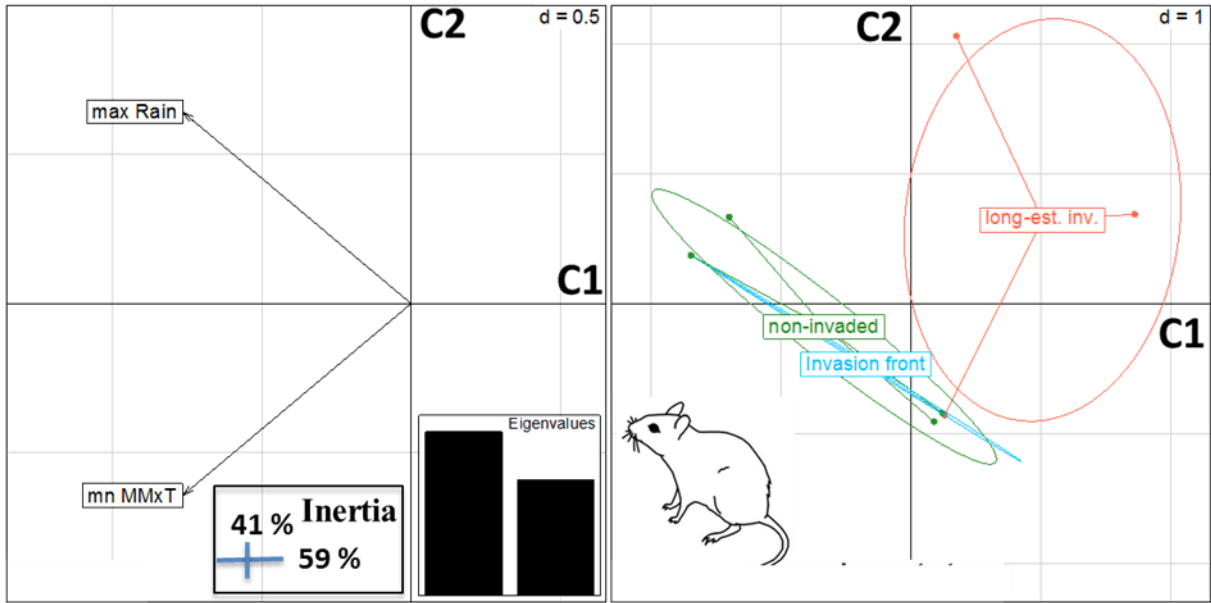 C2
d = 0.5
max Rain
C1
mn MMxT
41 % Inertia
59 %
Eigenvalues
C2
d = 1
long-est. inv.
C1
non-invaded
Invasion front